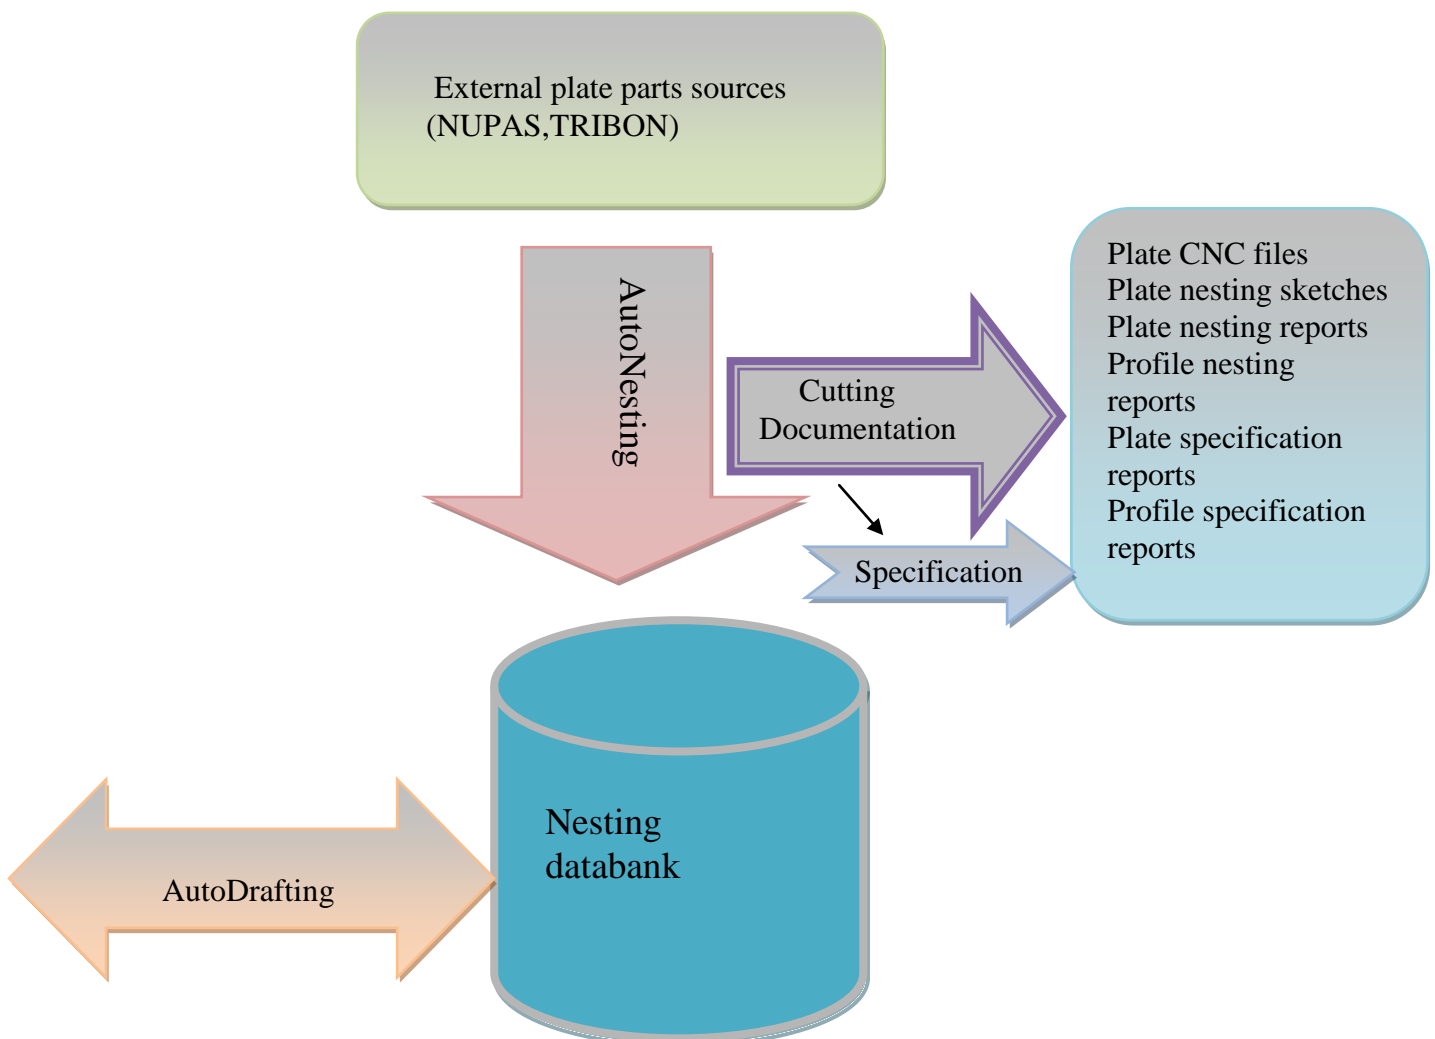 External plate parts sources
(NUPAS,TRIBON)
AutoNesting
Cutting
Documentation
Specification
Plate CNC files
Plate nesting sketches
Plate nesting reports
Profile nesting
reports
Plate specification
reports
Profile specification
reports
Nesting
databank
AutoDrafting